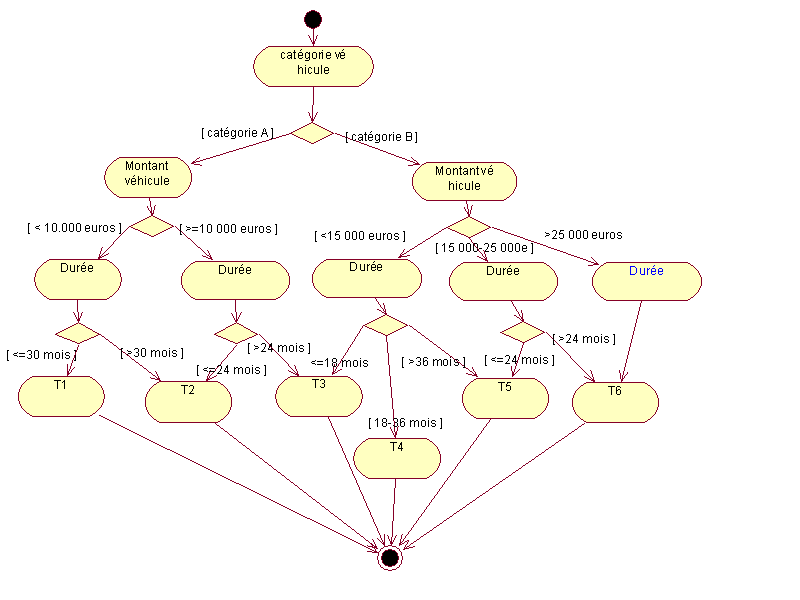 catégorie vé
hicule
[ catégorie A ]
[ catégorie B]
Montant
véhicule
Montant vé
hicule
[ < 10.000 euros ]
[ >=10 000 euros ]
[ <15 000 euros ]
[ 15 000-25 000e ]
>25 000 euros
Durée
Durée
Durée
Durée
Durée
[ <=30 mois ]
[ >30 mois ]
[ <=24 mois ]
[ >24 mois ]
<=18 mois
[ 18-36 mois ]
[ >36 mois ]
[ <=24 mois ]
[ >24 mois ]
T1
T2
T3
T4
T5
T6